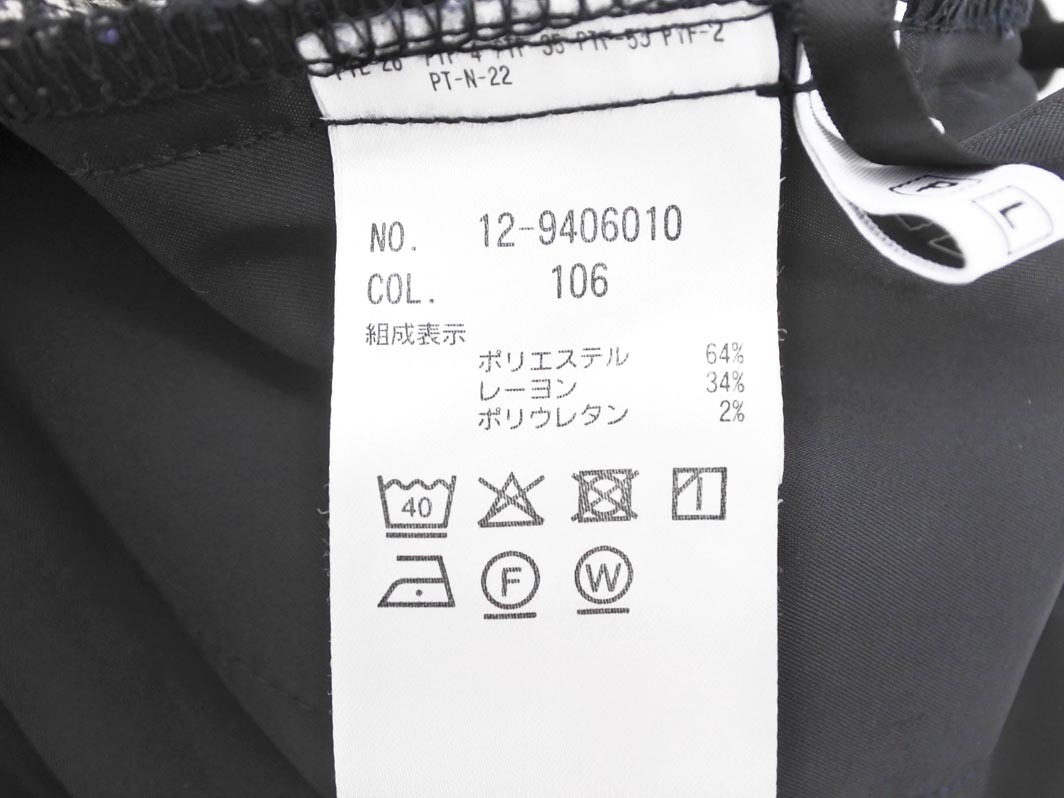 PT-N-22
NO. 12-9406010
COL. 106
組成表示
ポリエステル 64%
レーヨン 34%
ポリウレタン 2%
40
F W
L